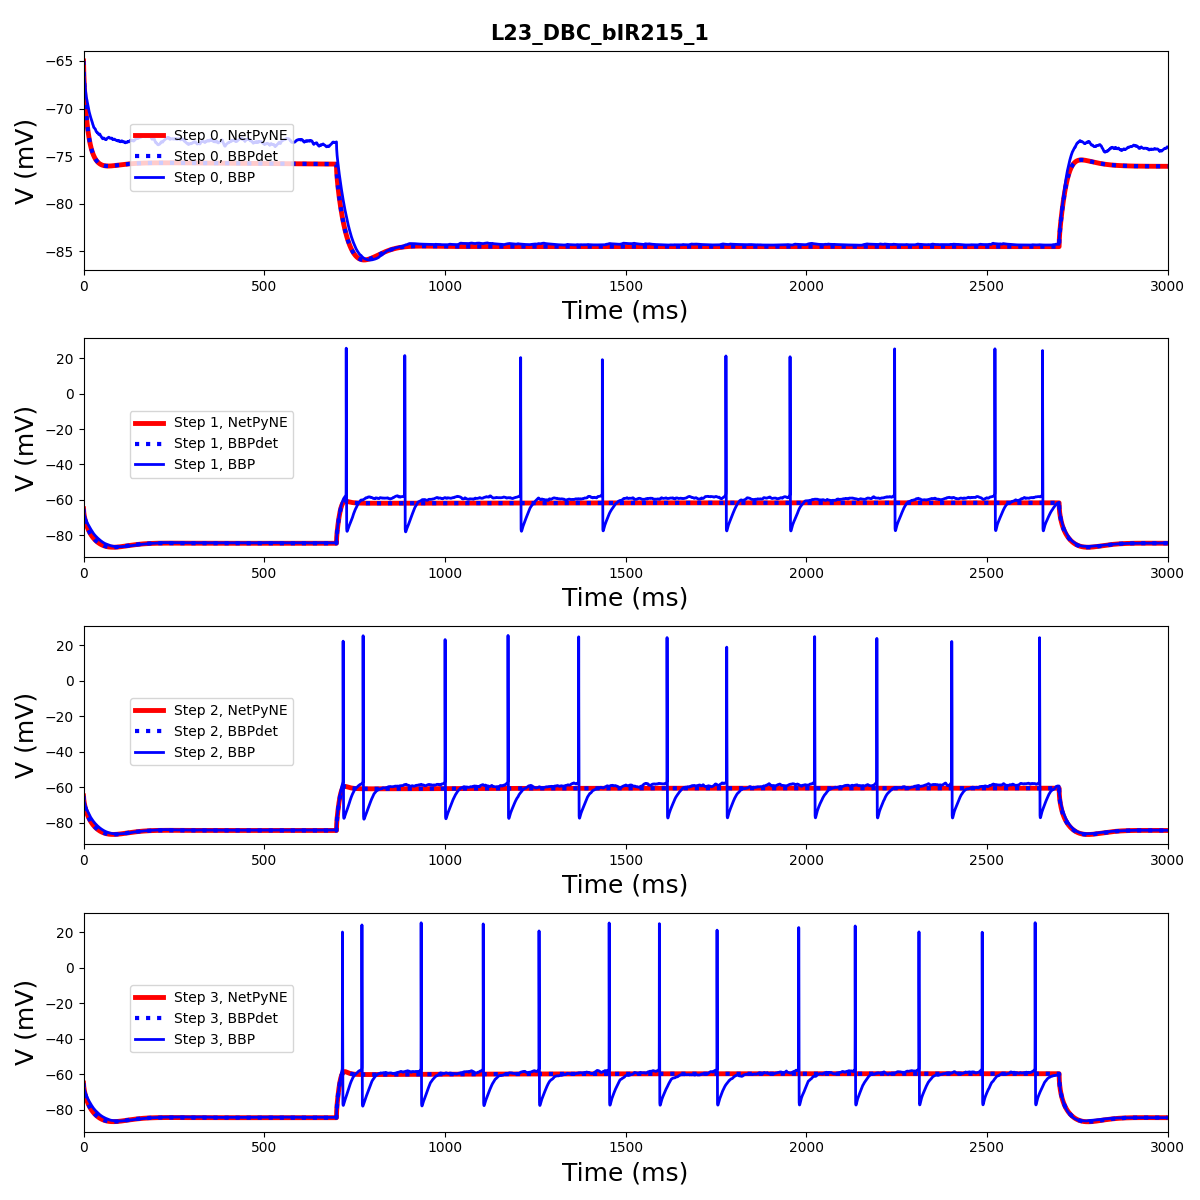 L23_DBC_bIR215_1
V (mV)
−65
−70
−75
−80
−85
Step 0, NetPyNE
Step 0, BBPdet
Step 0, BBP
0 500 1000 1500 2000 2500 3000
Time (ms)
V (mV)
20
0
−20
−40
−60
−80
Step 1, NetPyNE
Step 1, BBPdet
Step 1, BBP
0 500 1000 1500 2000 2500 3000
Time (ms)
V (mV)
20
0
−20
−40
−60
−80
Step 2, NetPyNE
Step 2, BBPdet
Step 2, BBP
0 500 1000 1500 2000 2500 3000
Time (ms)
V (mV)
20
0
−20
−40
−60
−80
Step 3, NetPyNE
Step 3, BBPdet
Step 3, BBP
0 500 1000 1500 2000 2500 3000
Time (ms)